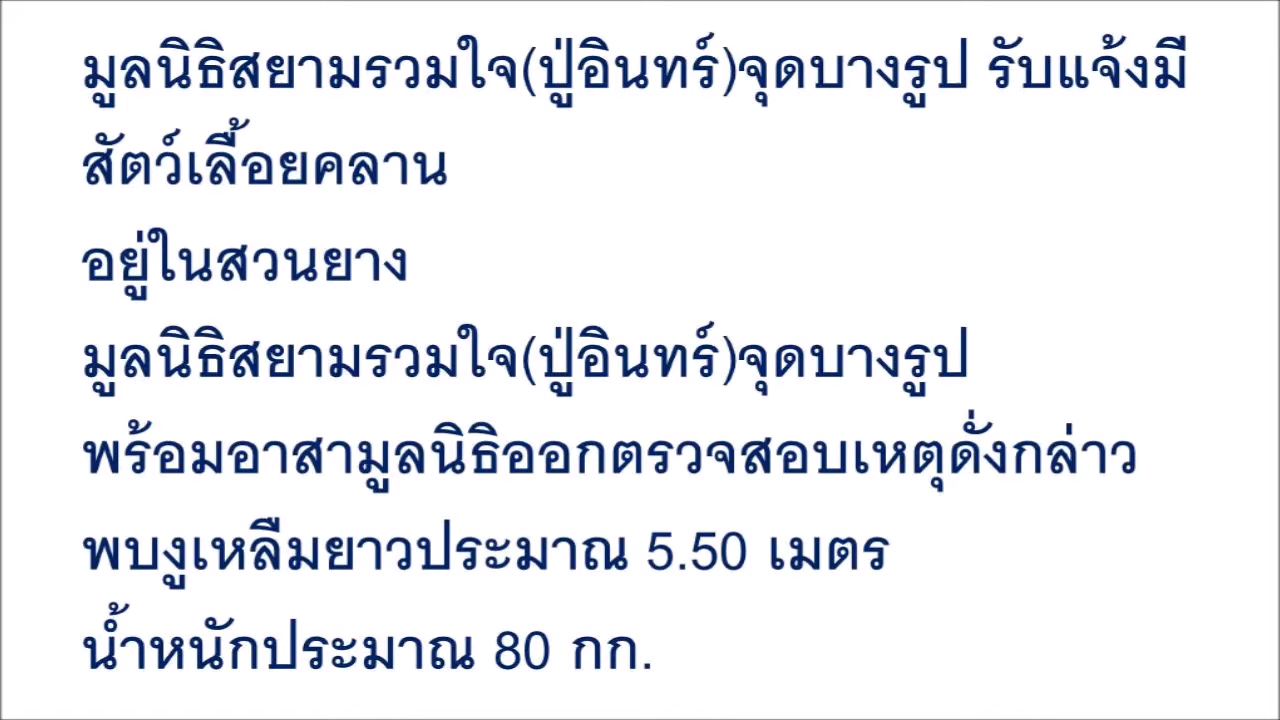 มูลนิธิสยามรวมใจ(ปู่อินทร์)จุดบางรูป รับแจ้งมี
สัตว์เลื้อยคลาน
อยู่ในสวนยาง
มูลนิธิสยามรวมใจ(ปู่อินทร์)จุดบางรูป
พร้อมอาสามูลนิธิออกตรวจสอบเหตุดั่งกล่าว
พบงูเหลืมยาวประมาณ 5.50 เมตร
น้ำหนักประมาณ 80 กก.